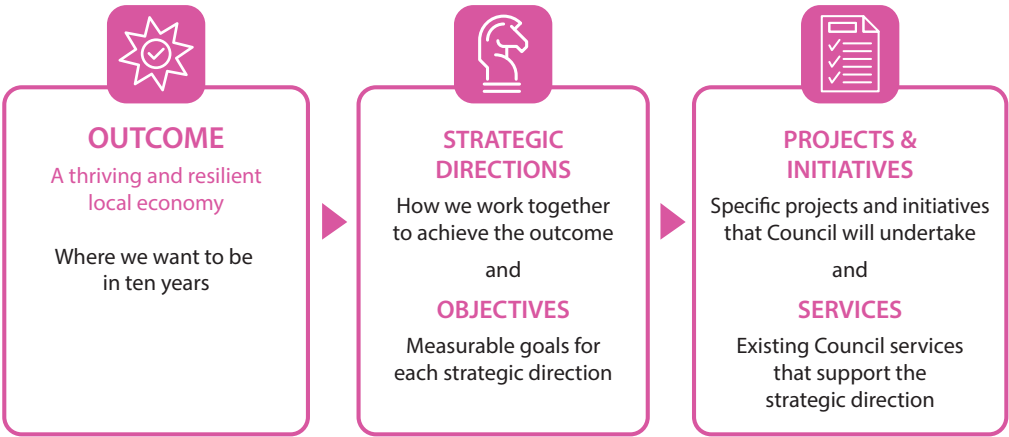 OUTCOME
A thriving and resilient
local economy
Where we want to be
in ten years
STRATEGIC
DIRECTIONS
How we work together
to achieve the outcome
and
OBJECTIVES
Measurable goals for
each strategic direction
PROJECTS &
INITIATIVES
Specific projects and initiatives
that Council will undertake
and
SERVICES
Existing Council services
that support the
strategic direction